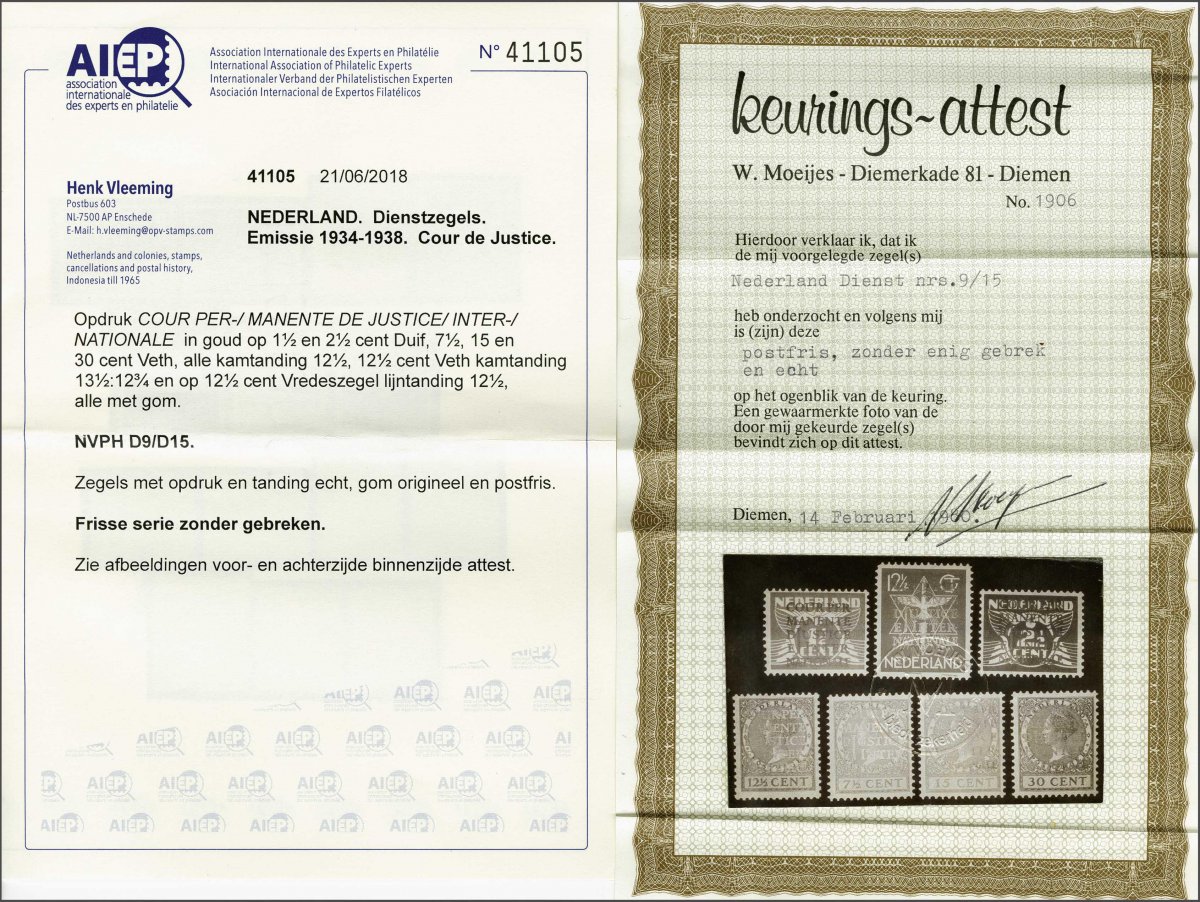 AIEP
association
internationale
des experts en philatelie
Association Internationale des Experts en Philatélie
International Association of Philatelic Experts
Internationaler Verband der Philatelistischen Experten
Asociación Internacional de Expertos Filatélicos
N° 41105
Henk Vleeming
Postbus 603
NL-7500 AP Enschede
E-Mail: h.vleeming@opv-stamps.com
Netherlands and colonies, stamps,
cancellations and postal history,
Indonesia till 1965
41105 21/06/2018
NEDERLAND. Dienstzegels.
Emissie 1934-1938. Cour de Justice.
Opdruk COUR PER-/ MANENTE DE JUSTICE/ INTER-/
NATIONALE in goud op 1½ en 2½ cent Duif, 7½, 15 en
30 cent Veth, alle kamtanding 12½, 12½ cent Veth kamtanding
13½:12¾ en op 12½ cent Vredeszegel lijntanding 12½,
alle met gom.
NVPH D9/D15.
Zegels met opdruk en tanding echt, gom origineel en postfris.
Frisse serie zonder gebreken.
Zie afbeeldingen voor- en achterzijde binnenzijde attest.
keurings~attest
W. Moeijes - Diemerkade 81 - Diemen
No. 1906
Hierdoor verklaar ik, dat ik
de mij voorgelegde zegel(s)
Nederland Dienst nrs.9/15
heb onderzocht en volgens mij
is (zijn) deze
postfris, zonder enig gebrek
en echt
op het ogenblik van de keuring.
Een gewaarmerkte foto van de
door mij gekeurde zegel(s)
bevindt zich op dit attest.
Diemen, 14 Februari
NEDERLAND
COUR PER
MANENTE
DE JUSTICE
CENT
12½
NEDERLAND
NEDERLAND
2½
CENT
12½ CENT
7½ CENT
15 CENT
30 CENT